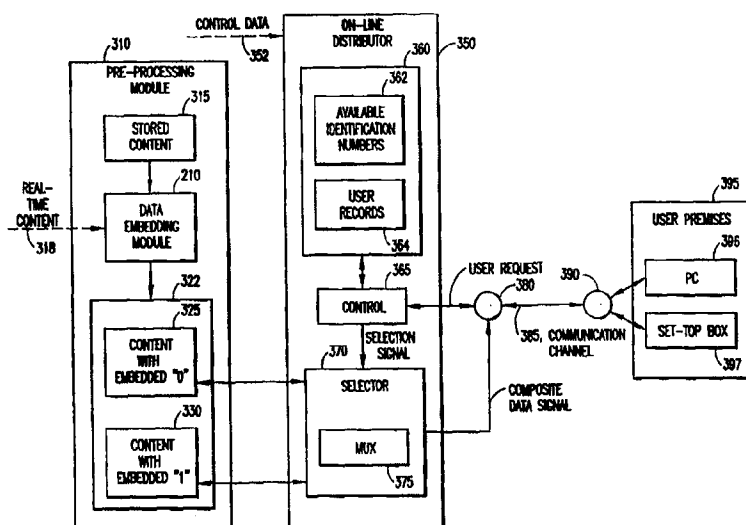 CONTROL DATA
352
310
PRE-PROCESSING
MODULE
315
STORED
CONTENT
210
REAL-
TIME
CONTENT
318
DATA
EMBEDDING
MODULE
322
325
CONTENT
WITH
EMBEDDED "0"
330
CONTENT
WITH
EMBEDDED "1"
ON-LINE
DISTRIBUTOR
350
360
362
AVAILABLE
IDENTIFICATION
NUMBERS
USER
RECORDS
364
365
CONTROL
SELECTION
SIGNAL
370
SELECTOR
MUX
375
USER REQUEST
380
390
385, COMMUNICATION
CHANNEL
COMPOSITE
DATA SIGNAL
395
USER PREMISES
396
PC
SET-TOP BOX
397